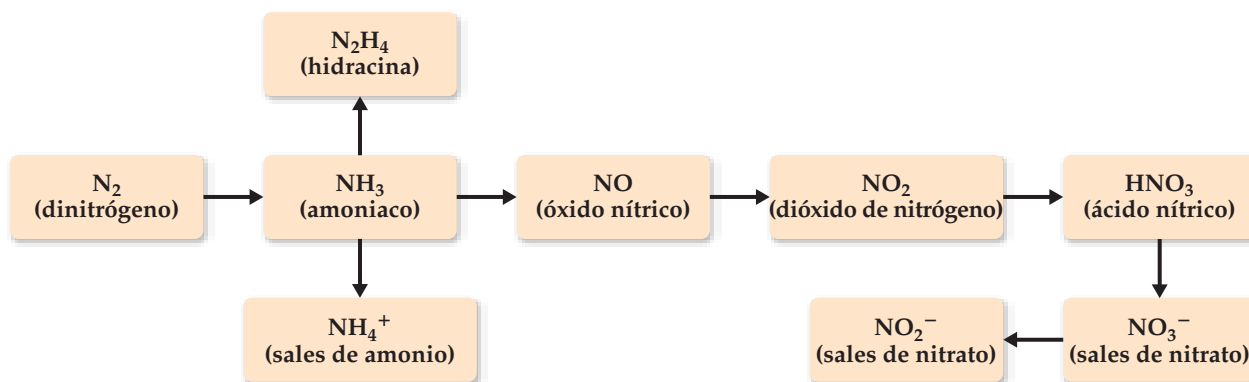 N₂H₄
(hidracina)
N₂
(dinitrógeno)
NH₃
(amoniaco)
NO
(óxido nítrico)
NO₂
(dióxido de nitrógeno)
HNO₃
(ácido nítrico)
NH₄⁺
(sales de amonio)
NO₂⁻
(sales de nitrato)
NO₃⁻
(sales de nitrato)